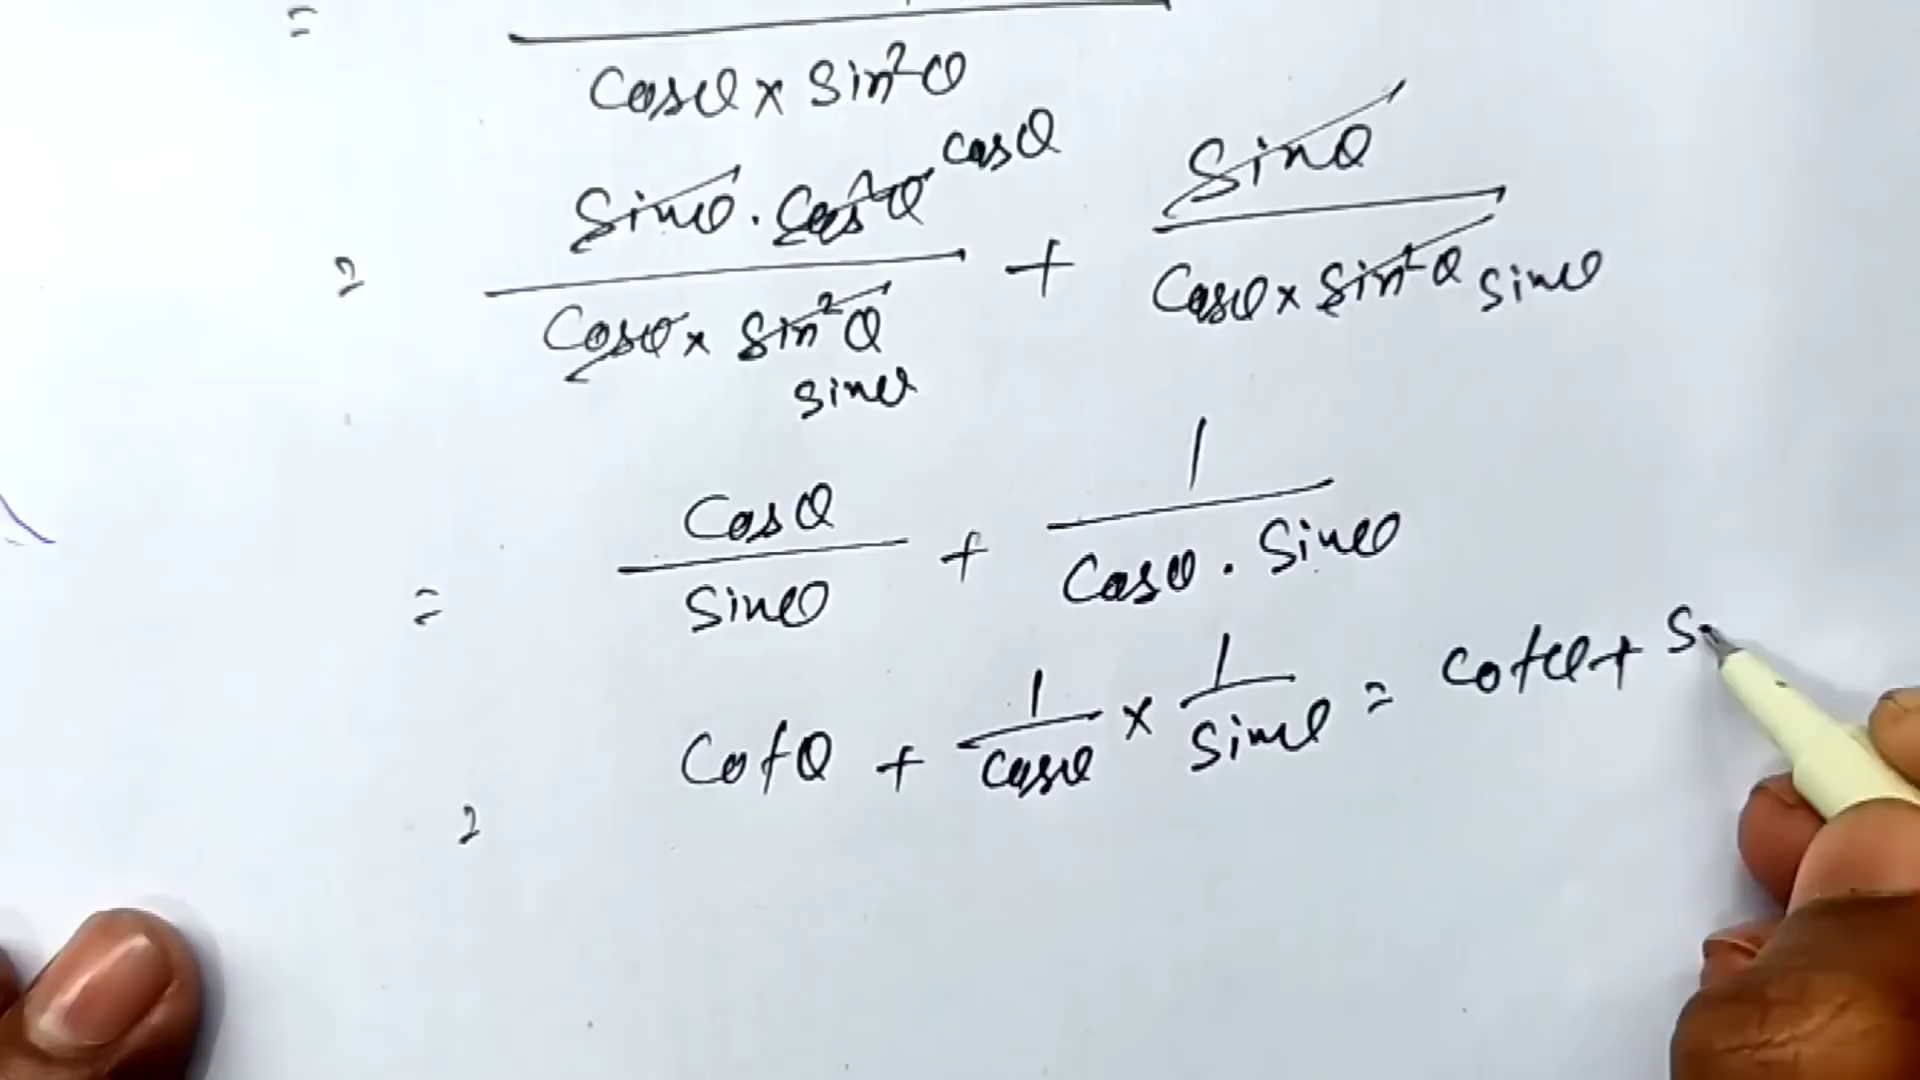 =
Cosθ x Sin²θ
= Sinθ . Cos²θ cosθ / Cosθ x Sin²θ sinθ + Sinθ / Cosθ x Sin²θ sinθ
= Cosθ / Sinθ + 1 / Cosθ . Sinθ
= Cotθ + 1 / cosθ x 1 / Sinθ = Cotθ + S